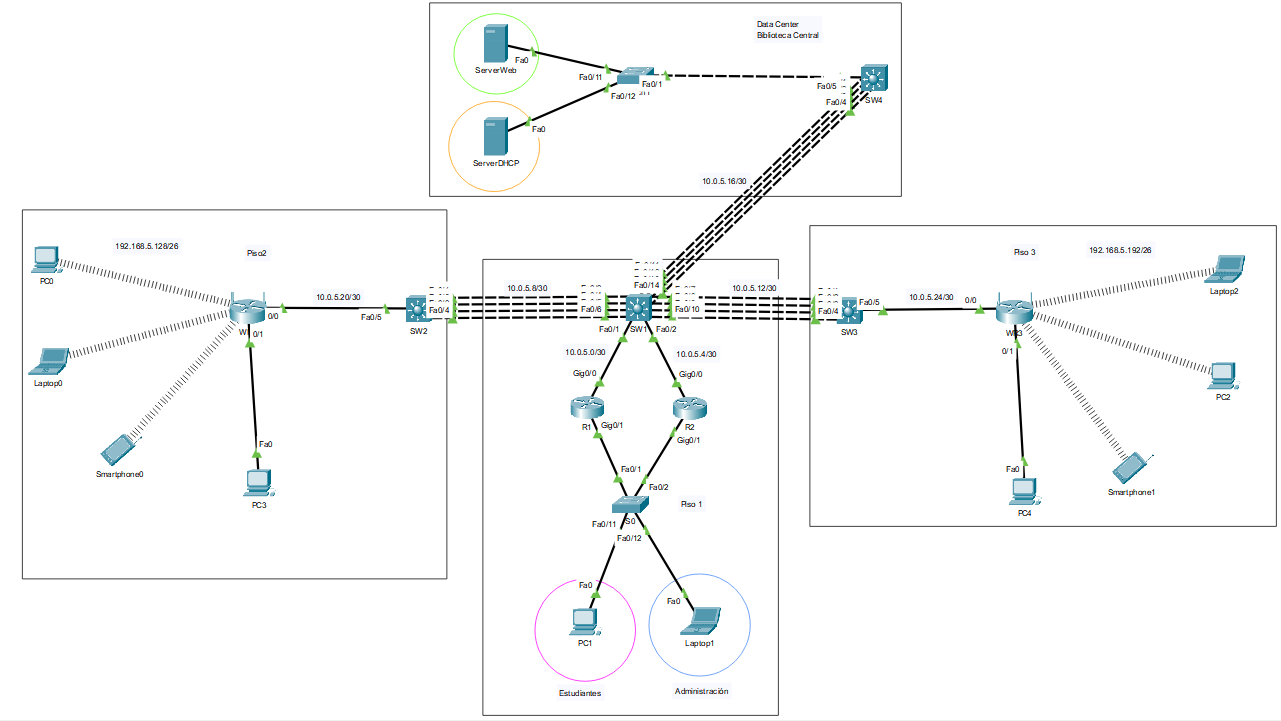 Data Center
Biblioteca Central
ServerWeb
Fa0
Fa0/11
Fa0/1
Fa0/12
Fa0
ServerDHCP
Fa0/5
Fa0/4
SW4
10.0.5.16/30
192.168.5.128/26
Piso2
PC0
10.0.5.20/30
0/0
0/1
Fa0/5
Fa0/4
SW2
Laptop0
Smartphone0
Fa0
PC3
10.0.5.8/30
Fa0/14
10.0.5.12/30
Fa0/6
Fa0/10
SW1
Fa0/1
Fa0/2
10.0.5.0/30
10.0.5.4/30
Gig0/0
Gig0/0
R1
R2
Gig0/1
Gig0/1
Fa0/1
Fa0/2
Piso 1
S0
Fa0/11
Fa0/12
Fa0
Fa0
PC1
Laptop1
Estudiantes
Administración
Piso 3
192.168.5.192/26
Laptop2
Fa0/4
Fa0/5
SW3
10.0.5.24/30
0/0
0/1
PC2
Smartphone1
Fa0
PC4